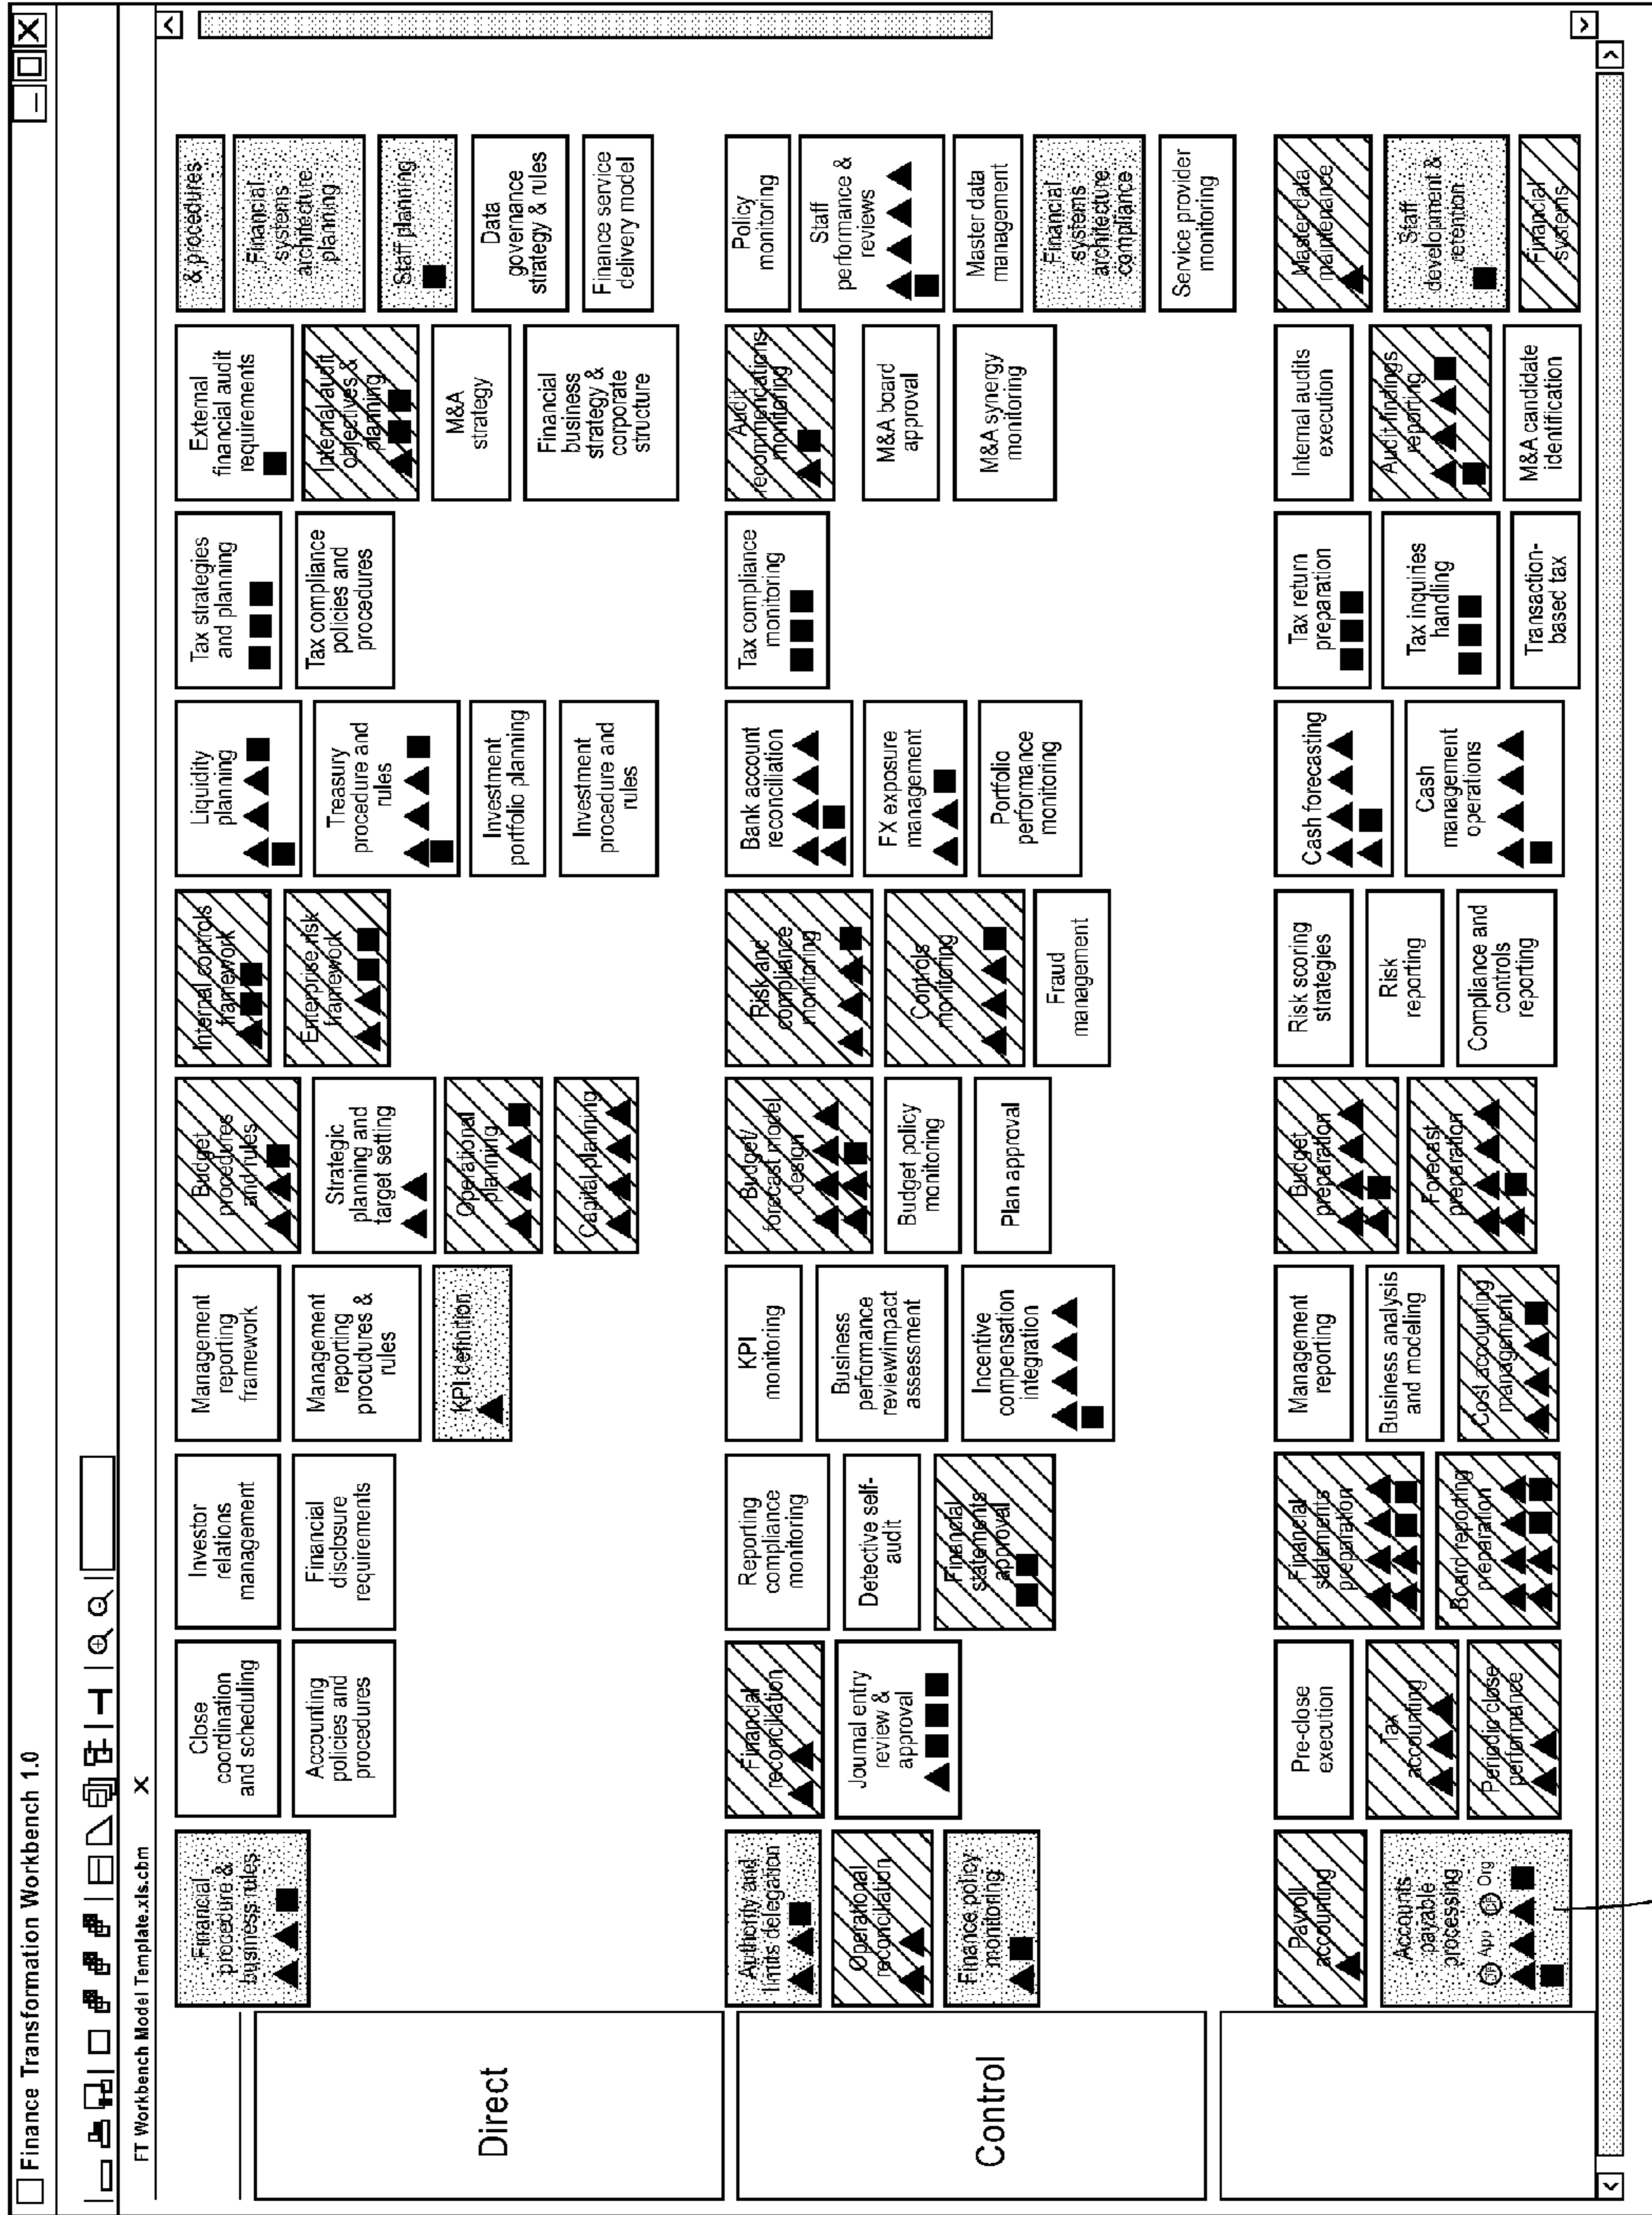 Finance Transformation Workbench 1.0
FT Workbench Model Template.xls.cbm X
Direct
Financial
procedure &
business rules
Close
coordination
and scheduling
Accounting
policies and
procedures
Investor
relations
management
Financial
disclosure
requirements
Management
reporting
framework
Management
reporting
procudures &
rules
KPI definition
Budget
procedures
and rules
Strategic
planning and
target setting
Operational
planning
Capital planning
Internal controls
framework
Enterprise risk
framework
Liquidity
planning
Treasury
procedure and
rules
Investment
portfolio planning
Investment
procedure and
rules
Tax strategies
and planning
Tax compliance
policies and
procedures
External
financial audit
requirements
Internal audit
objectives &
planning
M&A
strategy
Financial
business
strategy &
corporate
structure
& procedures
Financial
systems
architecture
planning
Staff planning
Data
governance
strategy & rules
Finance service
delivery model
Control
Authority and
limits delegation
Operational
reconciliation
Finance policy
monitoring
Financial
reconciliation
Journal entry
review &
approval
Reporting
compliance
monitoring
Detective self-
audit
Financial
statements
approval
KPI
monitoring
Business
performance
review/impact
assessment
Incentive
compensation
integration
Budget/
forecast model
design
Budget policy
monitoring
Plan approval
Risk and
compliance
monitoring
Controls
monitoring
Fraud
management
Bank account
reconciliation
FX exposure
management
Portfolio
performance
monitoring
Tax compliance
monitoring
Audit
recommendations
monitoring
M&A board
approval
M&A synergy
monitoring
Policy
monitoring
Staff
performance &
reviews
Master data
management
Financial
systems
architecture
compliance
Service provider
monitoring
Payroll
accounting
Accounts
payable
processing
App Org
Pre-close
execution
Tax
accounting
Periodic close
performance
Financial
statements
preparation
Board reporting
preparation
Management
reporting
Business analysis
and modeling
Cost accounting
management
Budget
preparation
Forecast
preparation
Risk scoring
strategies
Risk
reporting
Compliance and
controls
reporting
Cash forecasting
Cash
management
operations
Tax return
preparation
Tax inquiries
handling
Transaction-
based tax
Internal audits
execution
Audit findings
reporting
M&A candidate
identification
Master data
maintenance
Staff
development &
retention
Financial
systems